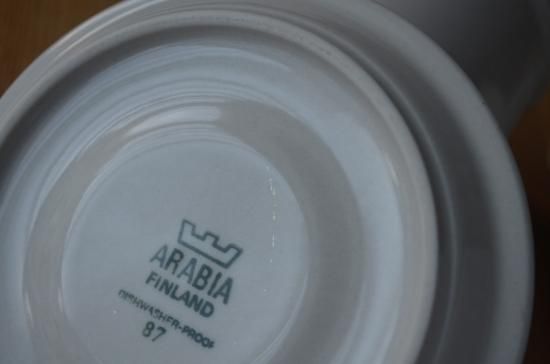 ARABIA
FINLAND
DISHWASHER-PROOF
87